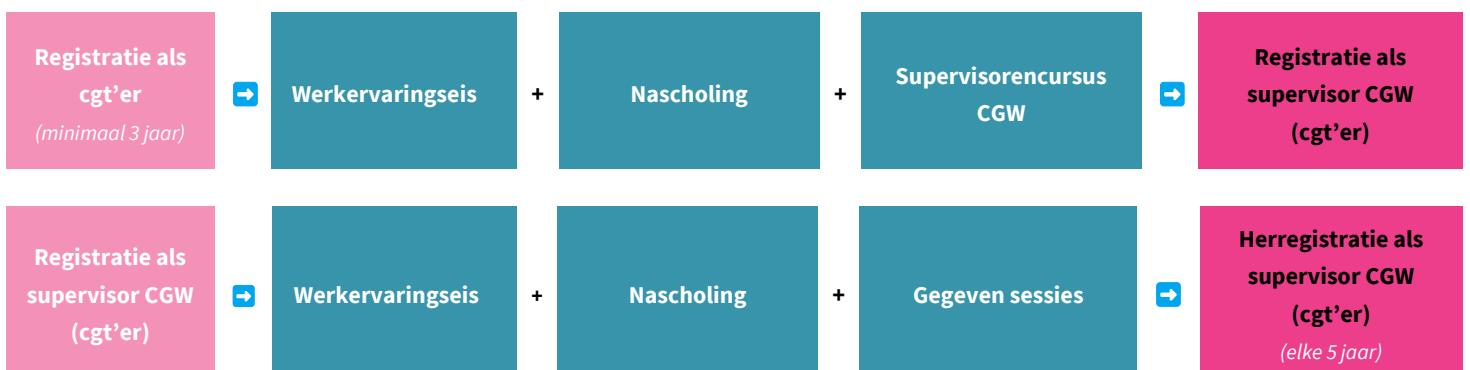 Registratie als
cgt’er
(minimaal 3 jaar)
Werkervaringseis
+
Nascholing
+
Supervisorencursus
CGW
Registratie als
supervisor CGW
(cgt’er)
Registratie als
supervisor CGW
(cgt’er)
Werkervaringseis
+
Nascholing
+
Gegeven sessies
Herregistratie als
supervisor CGW
(cgt’er)
(elke 5 jaar)